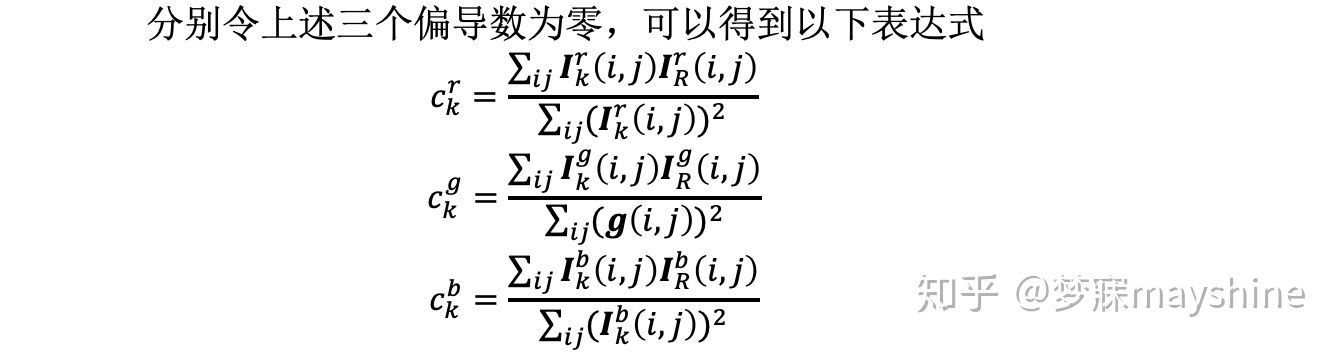 分别令上述三个偏导数为零，可以得到以下表达式
$c_k^r = \frac{\sum_{ij} \boldsymbol{I}_k^r(i,j)\boldsymbol{I}_R^r(i,j)}{\sum_{ij}(\boldsymbol{I}_k^r(i,j))^2}$
$c_k^g = \frac{\sum_{ij} \boldsymbol{I}_k^g(i,j)\boldsymbol{I}_R^g(i,j)}{\sum_{ij}(\boldsymbol{g}(i,j))^2}$
$c_k^b = \frac{\sum_{ij} \boldsymbol{I}_k^b(i,j)\boldsymbol{I}_R^b(i,j)}{\sum_{ij}(\boldsymbol{I}_k^b(i,j))^2}$
知乎 @梦寐mayshine